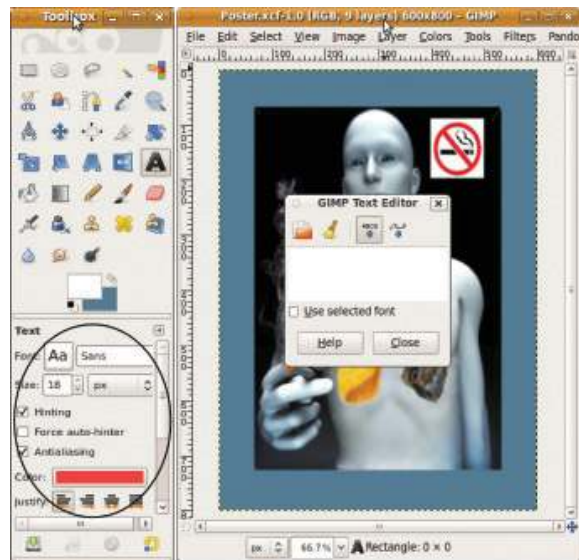 Toolbox
Poster.xcf-1.0 (RGB, 9 layers) 600x800 – GIMP
File Edit Select View Image Layer Colors Tools Filters Pando
GIMP Text Editor
Use selected font
Help Close
Text
Font: Aa Sans
Size: 18 px
Hinting
Force auto-hinter
Antialiasing
Color:
Justify:
px 66.7% Rectangle: 0 × 0